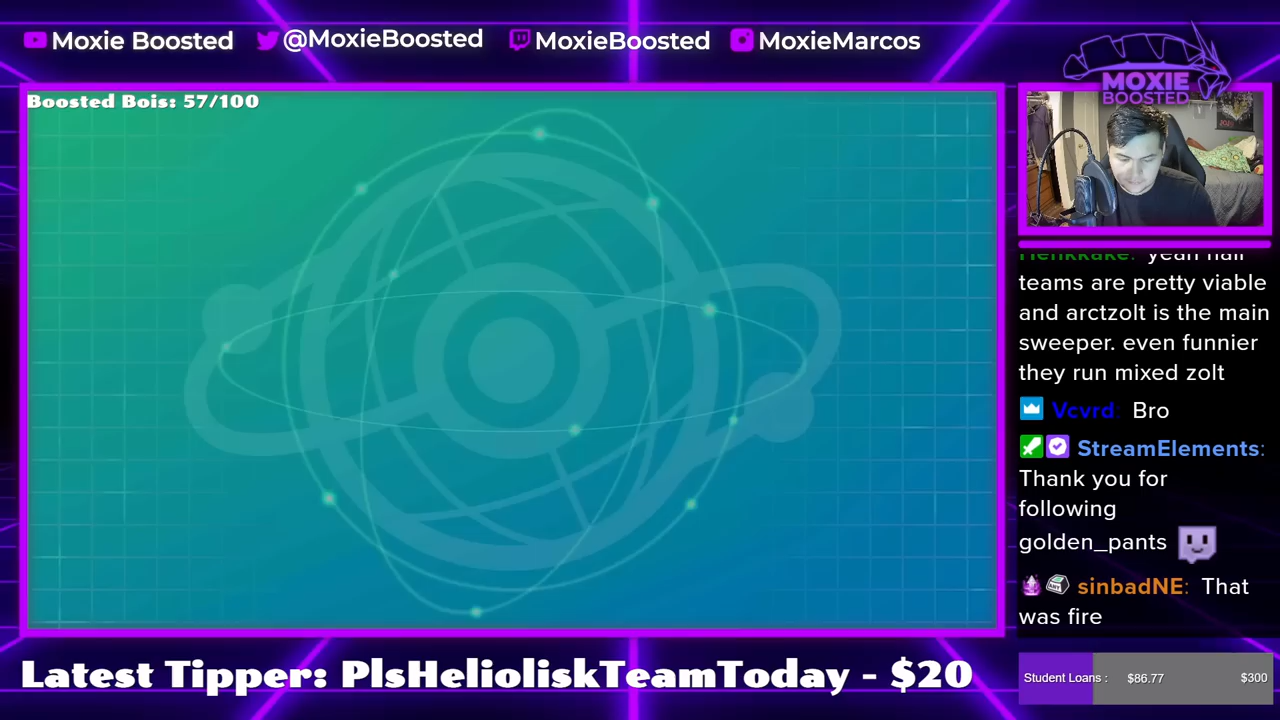 Moxie Boosted @MoxieBoosted MoxieBoosted MoxieMarcos
MOXIE
BOOSTED
Boosted Bois: 57/100
yeah hail
teams are pretty viable
and arctzolt is the main
sweeper. even funnier
they run mixed zolt
Vcvrd: Bro
StreamElements:
Thank you for
following
golden_pants
sinbadNE: That
was fire
Latest Tipper: PlsHelioliskTeamToday - $20
Student Loans : $86.77 $300